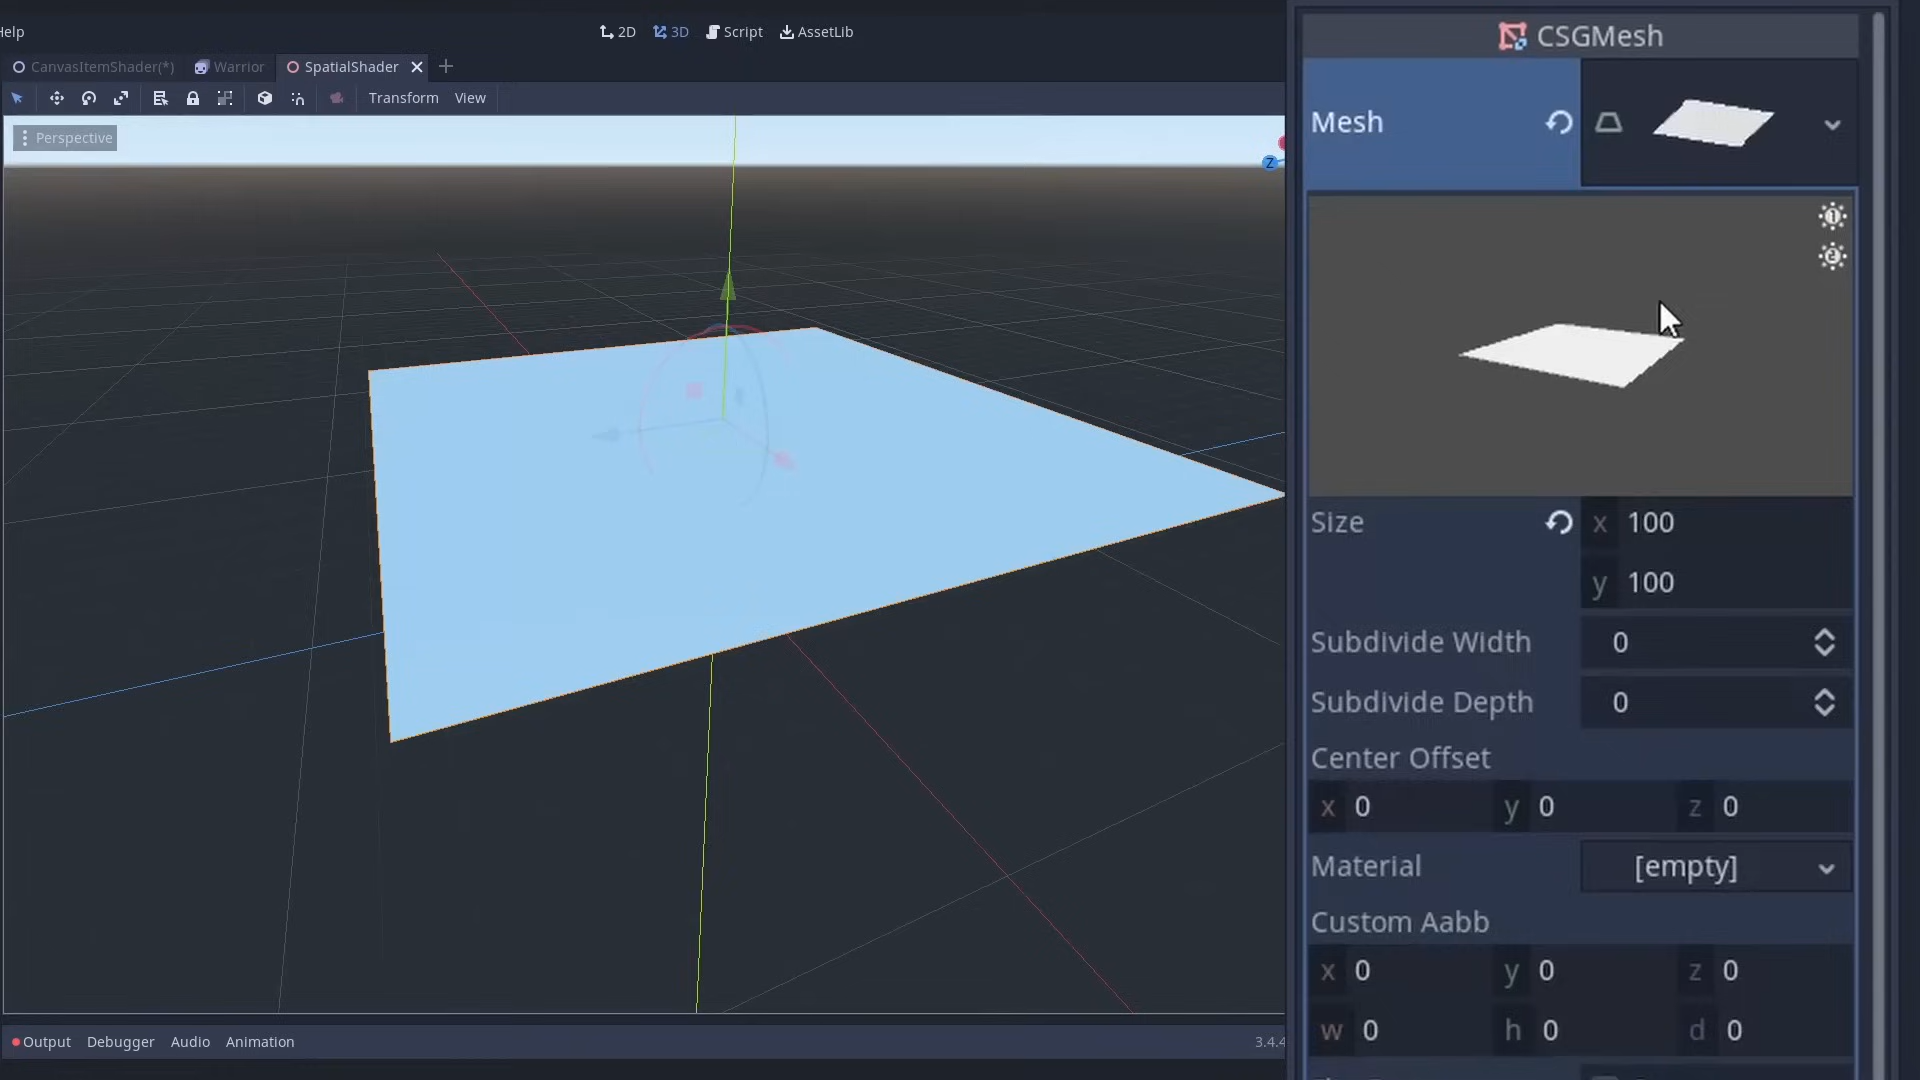 Help
2D
3D
Script
AssetLib
CanvasItemShader(*)
Warrior
SpatialShader
Transform
View
Perspective
Z
Output
Debugger
Audio
Animation
3.4.4
CSGMesh
Mesh
1
2
Size
x 100
y 100
Subdivide Width 0
Subdivide Depth 0
Center Offset
x 0 y 0 z 0
Material [empty]
Custom Aabb
x 0 y 0 z 0
w 0 h 0 d 0